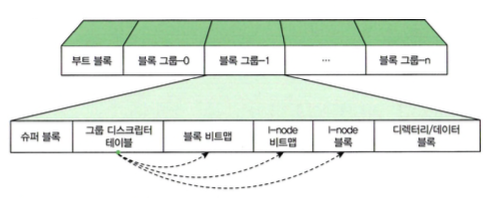 부트 블록 블록 그룹-0 블록 그룹-1 ... 블록 그룹-n
슈퍼 블록 그룹 디스크립터 블록 비트맵 I-node I-node 디렉터리/데이터
테이블 비트맵 블록 블록